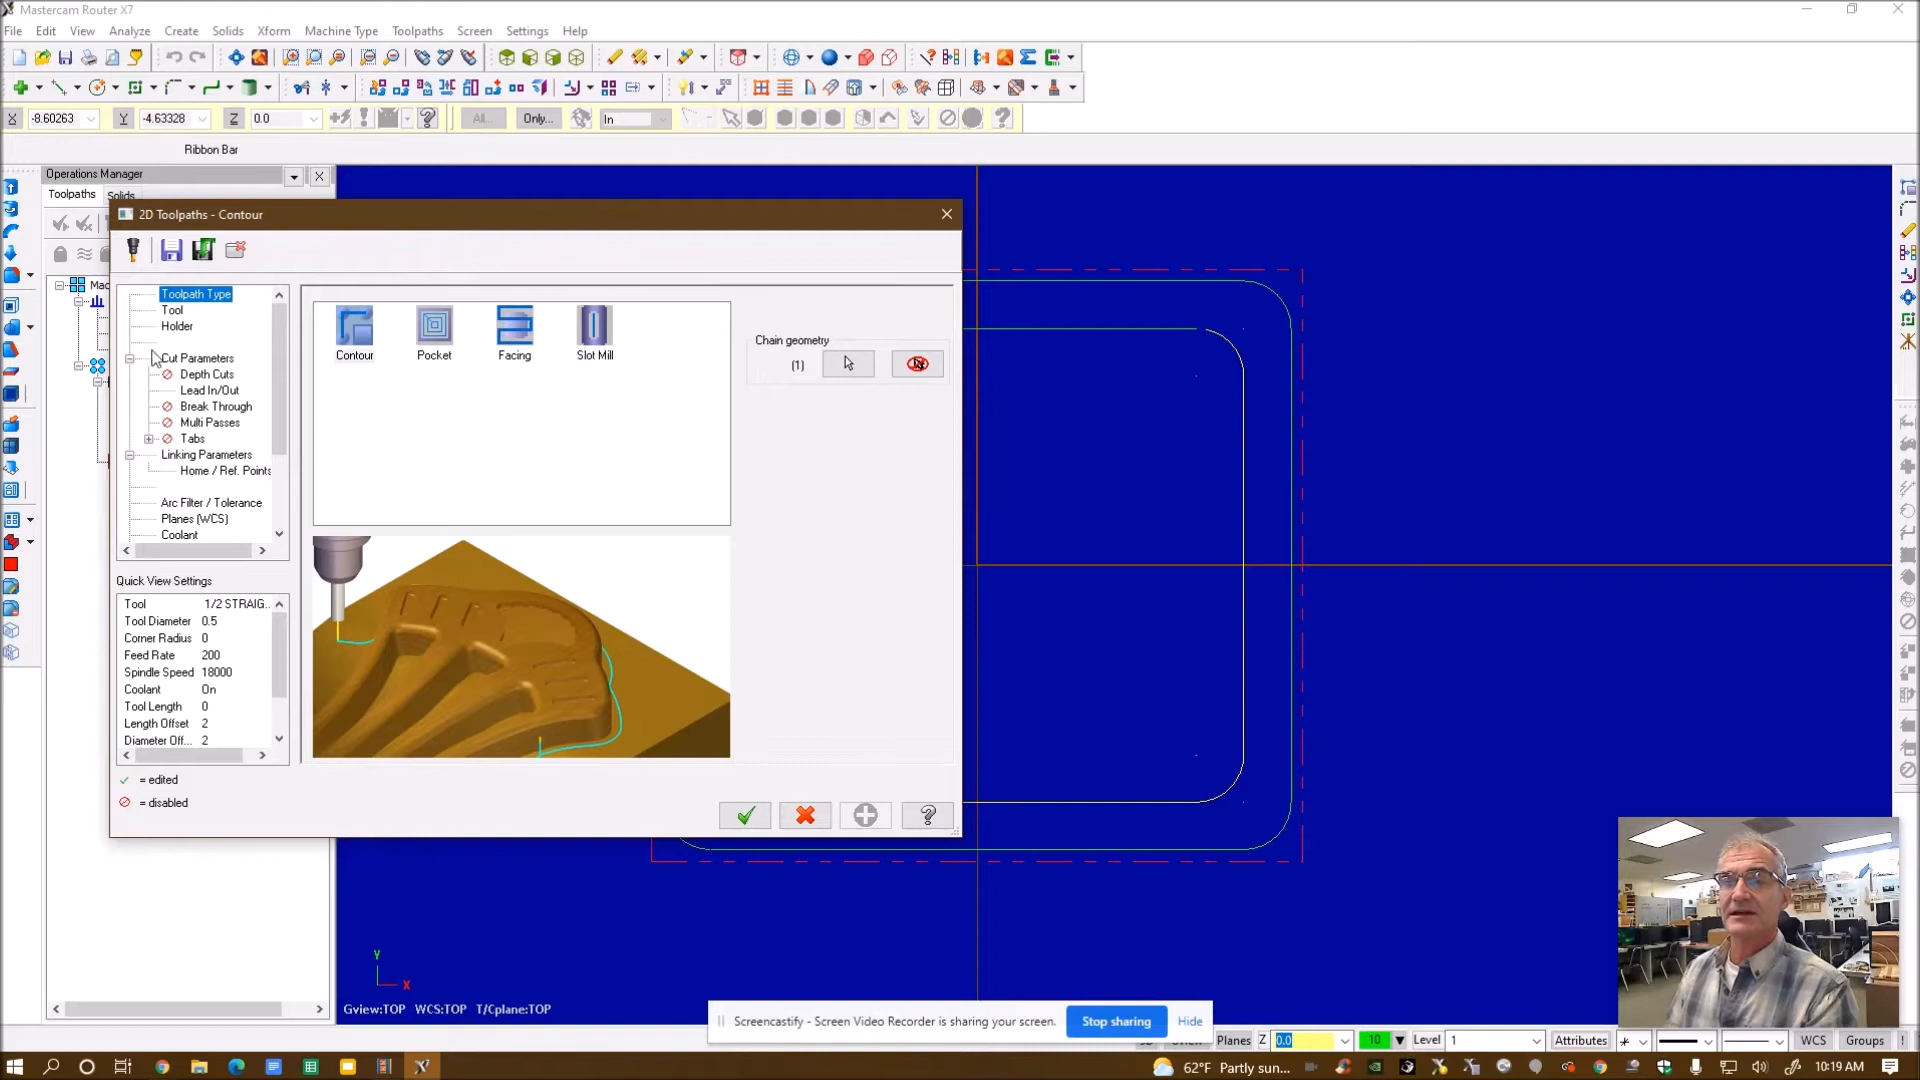 Mastercam Router X7
File Edit View Analyze Create Solids Xform Machine Type Toolpaths Screen Settings Help
X -8.60263 Y -4.63328 Z 0.0 All... Only... In
Ribbon Bar
Operations Manager
Toolpaths Solids
Mac
2D Toolpaths - Contour
Toolpath Type
Tool
Holder
Cut Parameters
Depth Cuts
Lead In/Out
Break Through
Multi Passes
Tabs
Linking Parameters
Home / Ref. Points
Arc Filter / Tolerance
Planes (WCS)
Coolant
Contour Pocket Facing Slot Mill
Chain geometry
(1)
Quick View Settings
Tool 1/2 STRAIG...
Tool Diameter 0.5
Corner Radius 0
Feed Rate 200
Spindle Speed 18000
Coolant On
Tool Length 0
Length Offset 2
Diameter Off... 2
= edited
= disabled
Y
X
Gview:TOP WCS:TOP T/Cplane:TOP
Screencastify - Screen Video Recorder is sharing your screen. Stop sharing Hide
Planes Z 0.0 10 Level 1 Attributes WCS Groups
62°F Partly sun... 10:19 AM